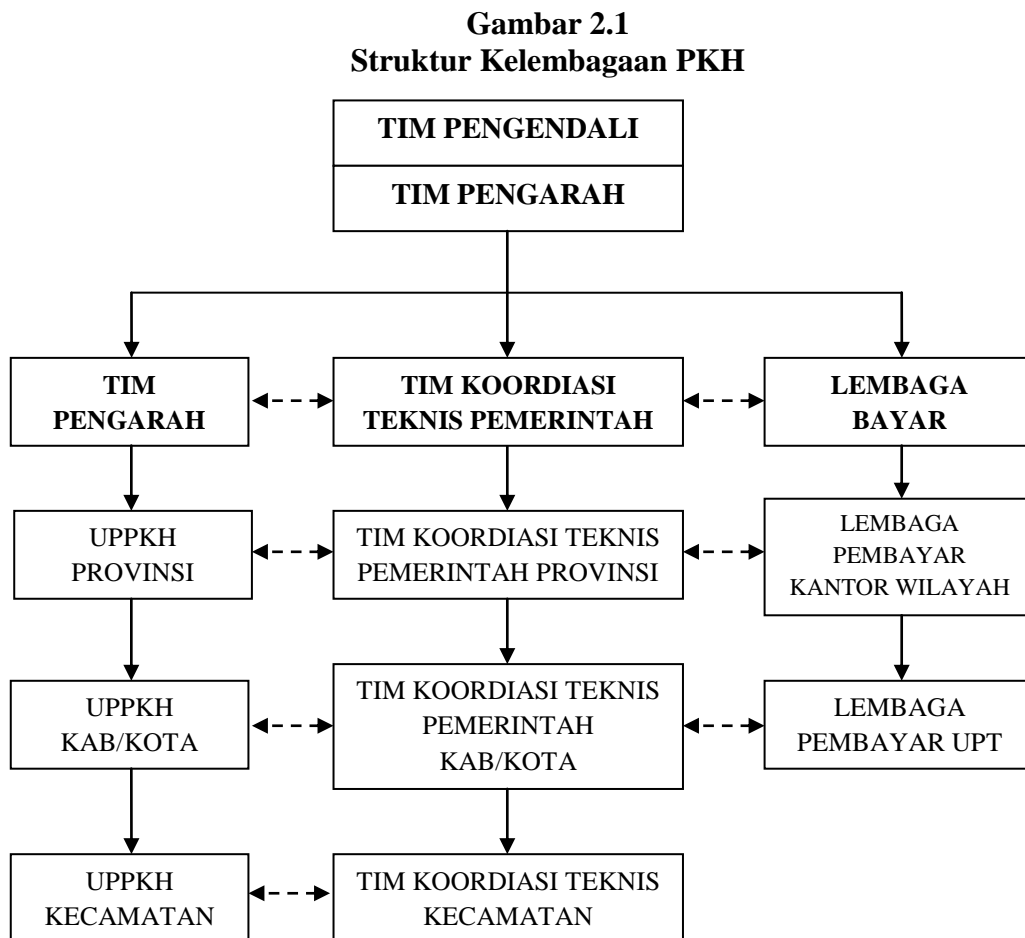 Gambar 2.1
Struktur Kelembagaan PKH
TIM PENGENDALI
TIM PENGARAH
TIM
PENGARAH
TIM KOORDIASI
TEKNIS PEMERINTAH
LEMBAGA
BAYAR
UPPKH
PROVINSI
TIM KOORDIASI TEKNIS
PEMERINTAH PROVINSI
LEMBAGA
PEMBAYAR
KANTOR WILAYAH
UPPKH
KAB/KOTA
TIM KOORDIASI TEKNIS
PEMERINTAH
KAB/KOTA
LEMBAGA
PEMBAYAR UPT
UPPKH
KECAMATAN
TIM KOORDIASI TEKNIS
KECAMATAN